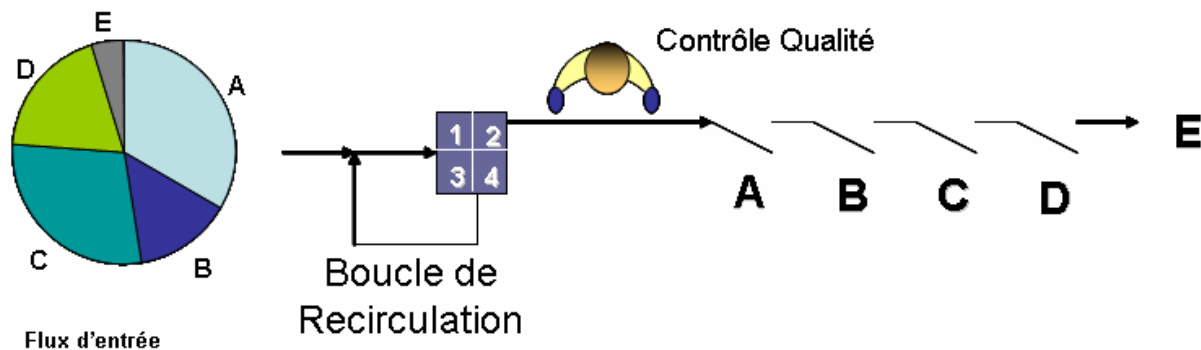 E
D
A
C
B
Flux d'entrée
1 2
3 4
Boucle de
Recirculation
Contrôle Qualité
A B C D E